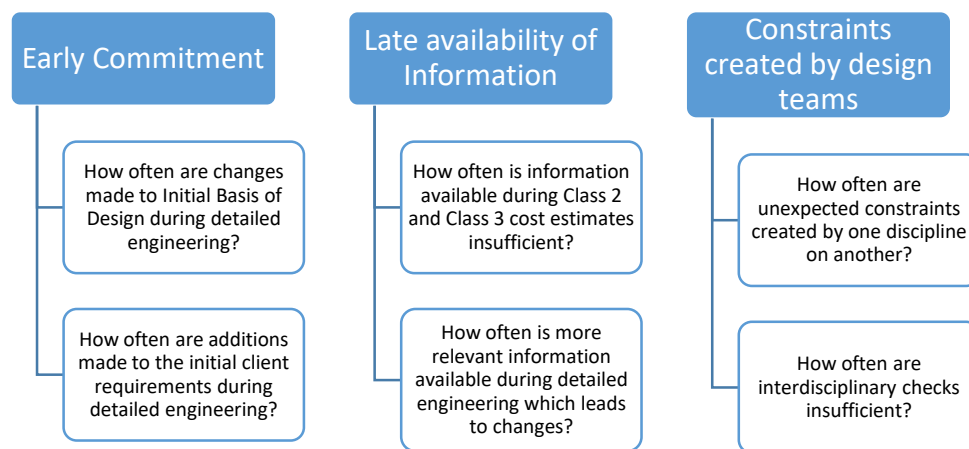 Early Commitment
How often are changes
made to Initial Basis of
Design during detailed
engineering?
How often are additions
made to the initial client
requirements during
detailed engineering?
Late availability of
Information
How often is information
available during Class 2
and Class 3 cost estimates
insufficient?
How often is more
relevant information
available during detailed
engineering which leads
to changes?
Constraints
created by design
teams
How often are
unexpected constraints
created by one discipline
on another?
How often are
interdisciplinary checks
insufficient?